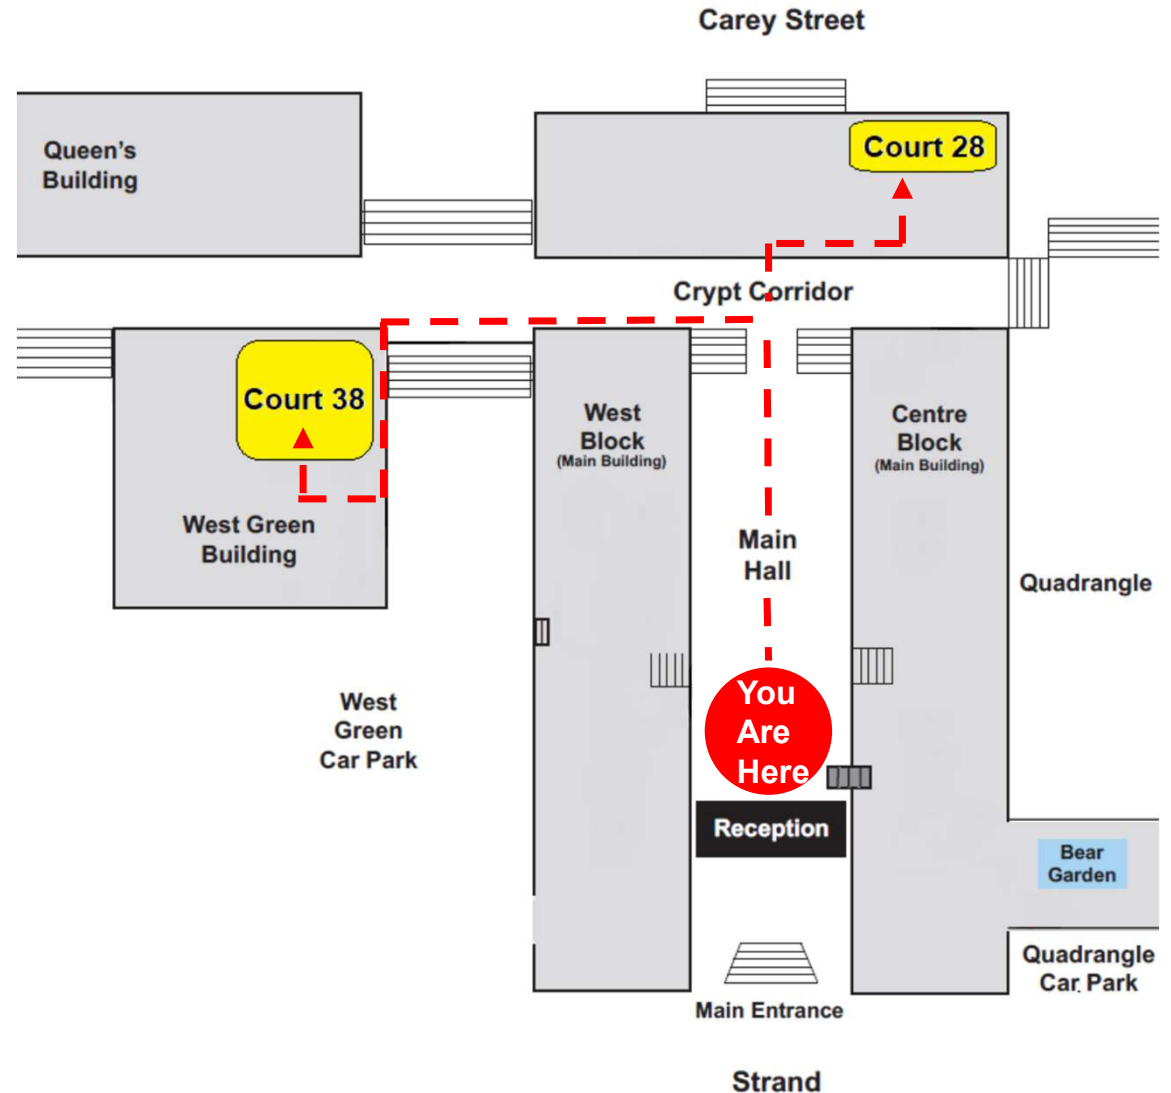 Carey Street
Queen's
Building
Court 28
Crypt Corridor
Court 38
West
Block
(Main Building)
Centre
Block
(Main Building)
West Green
Building
Main
Hall
Quadrangle
West
Green
Car Park
You
Are
Here
Reception
Bear
Garden
Quadrangle
Car. Park
Main Entrance
Strand